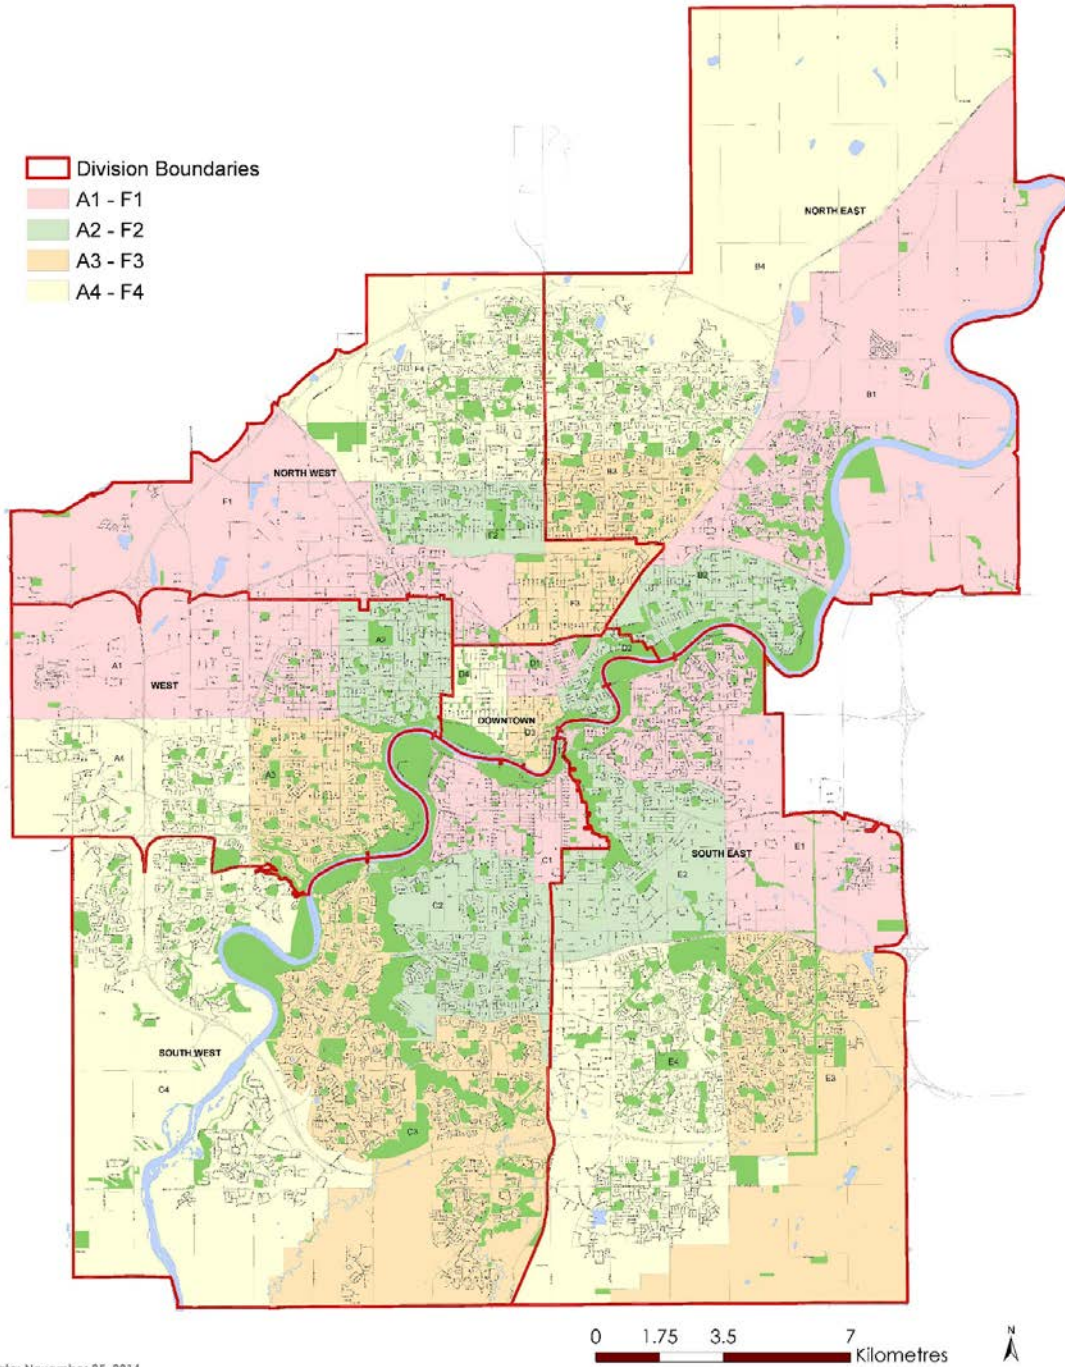 Division Boundaries
A1 - F1
A2 - F2
A3 - F3
A4 - F4
NORTH EAST
B4
F4
B1
B3
NORTH WEST
F1
F2
B2
F3
A2
D2
A1
D1
D4
WEST
DOWNTOWN
D3
A4
A3
SOUTH EAST
E1
C1
E2
C2
SOUTH WEST
E4
E3
C4
C3
0 1.75 3.5 7
Kilometres
N